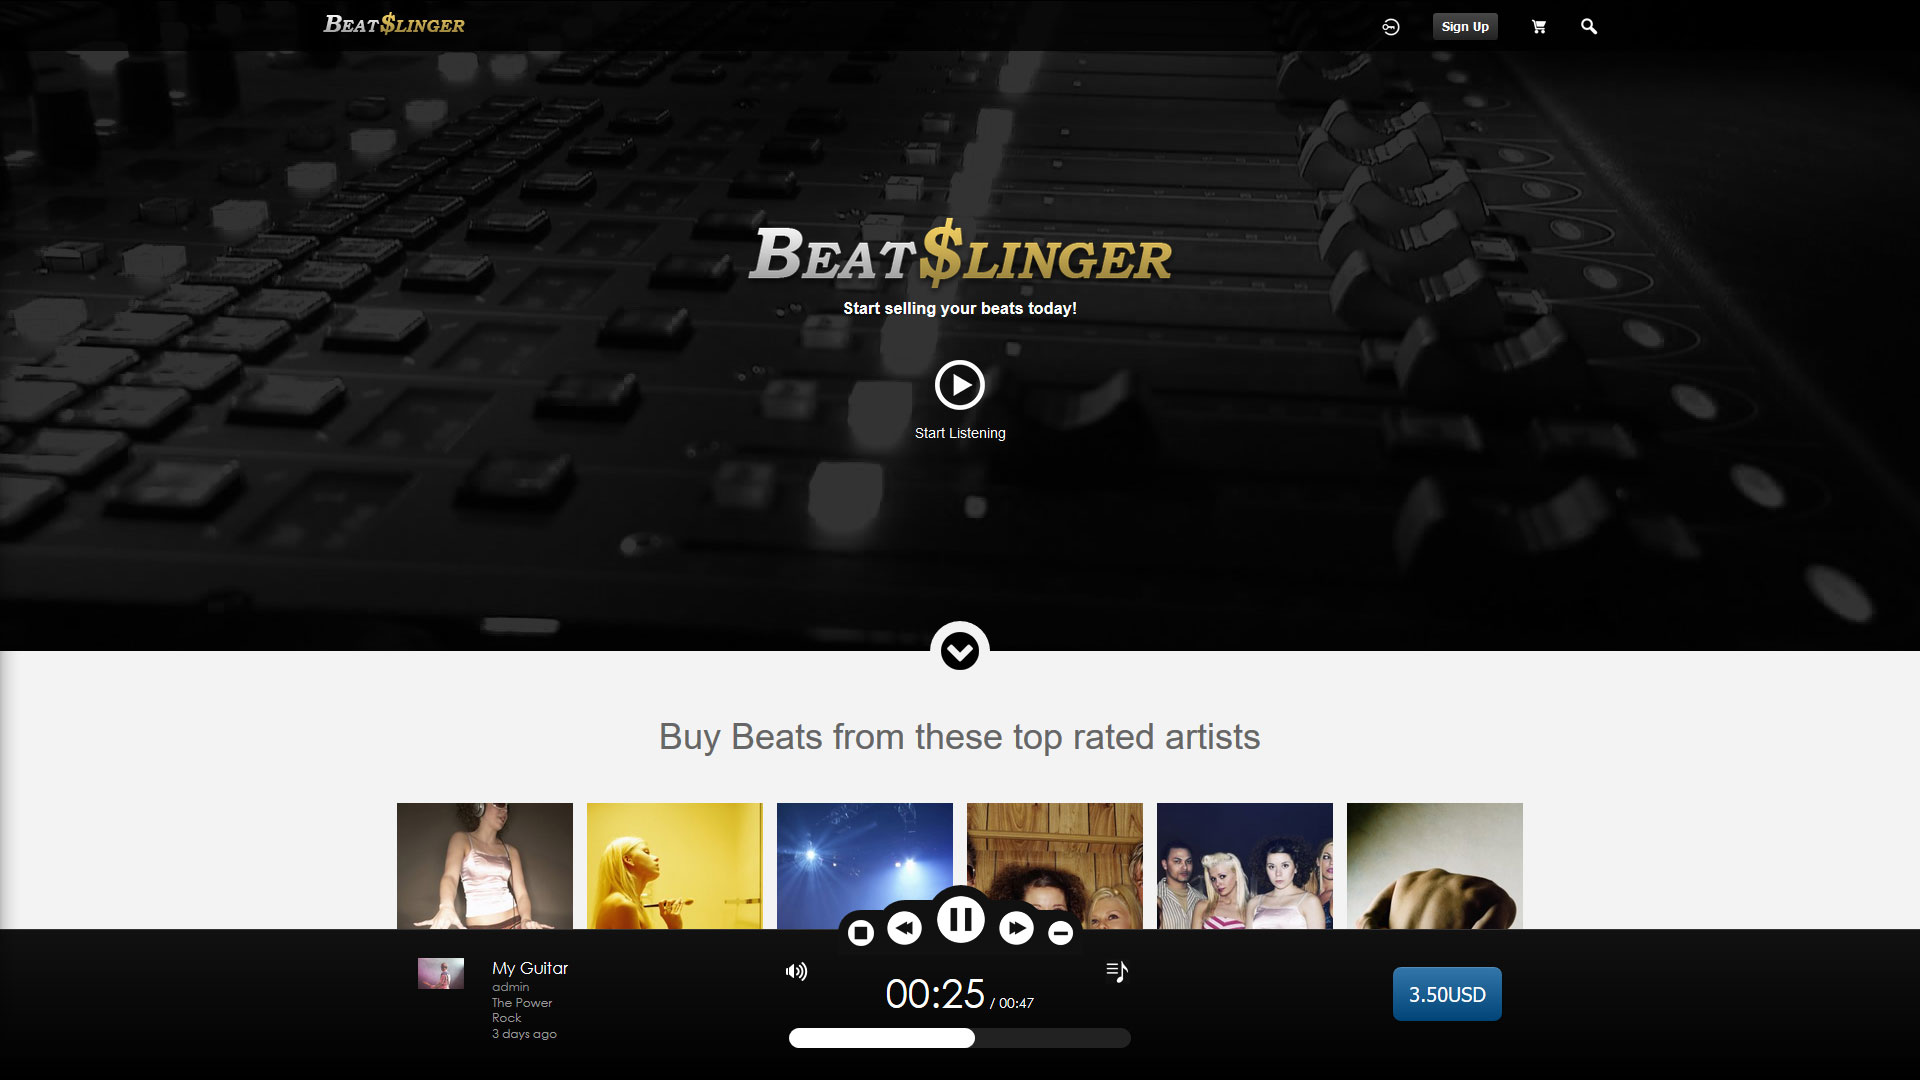 BEAT$LINGER
Sign Up
BEAT$LINGER
Start selling your beats today!
Start Listening
Buy Beats from these top rated artists
My Guitar
admin
The Power
Rock
3 days ago
00:25 / 00:47
3.50USD